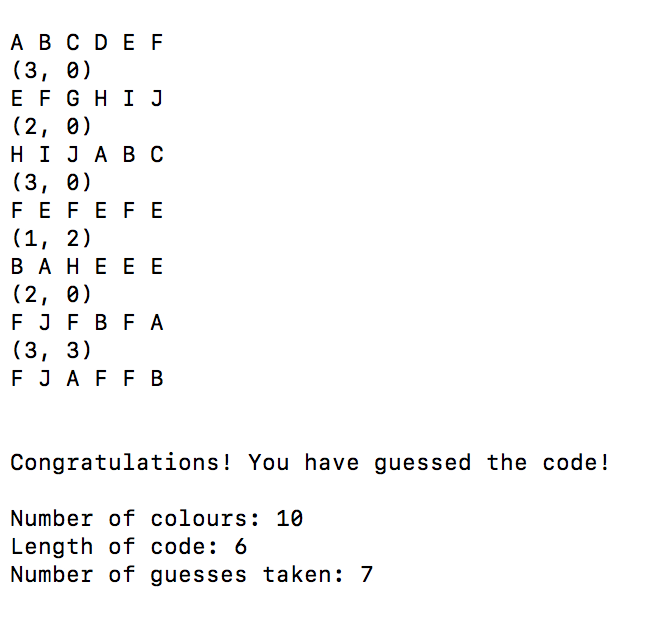 A B C D E F
(3, 0)
E F G H I J
(2, 0)
H I J A B C
(3, 0)
F E F E F E
(1, 2)
B A H E E E
(2, 0)
F J F B F A
(3, 3)
F J A F F B
Congratulations! You have guessed the code!
Number of colours: 10
Length of code: 6
Number of guesses taken: 7